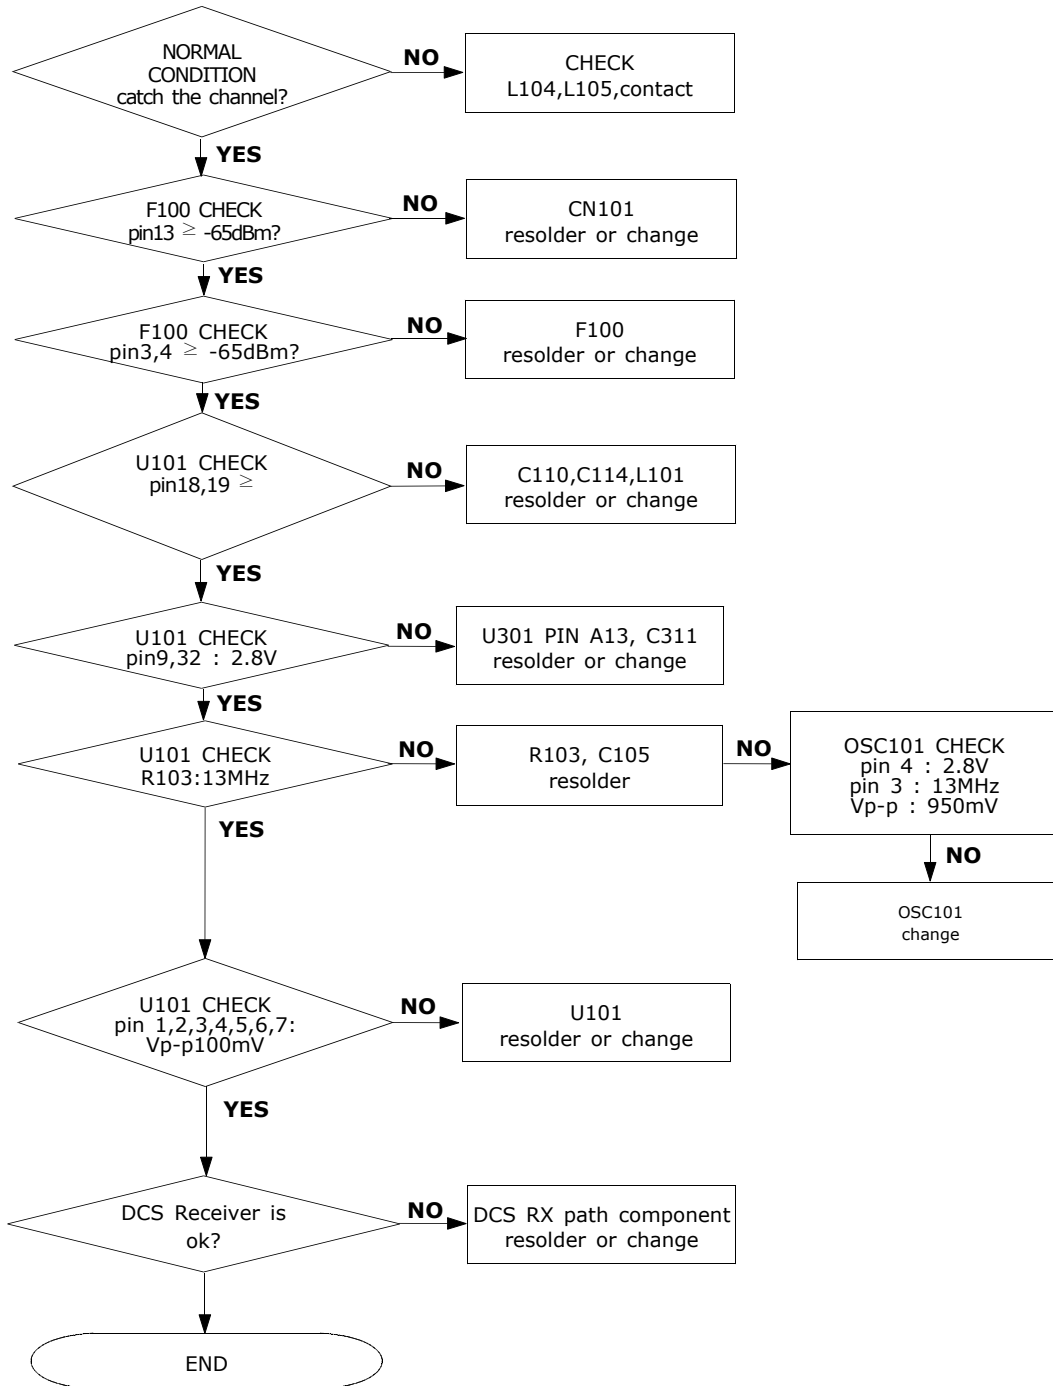 NORMAL
CONDITION
catch the channel?
NO
CHECK
L104,L105,contact
YES
F100 CHECK
pin13 ≥ -65dBm?
NO
CN101
resolder or change
YES
F100 CHECK
pin3,4 ≥ -65dBm?
NO
F100
resolder or change
YES
U101 CHECK
pin18,19 ≥
NO
C110,C114,L101
resolder or change
YES
U101 CHECK
pin9,32 : 2.8V
NO
U301 PIN A13, C311
resolder or change
YES
U101 CHECK
R103:13MHz
NO
R103, C105
resolder
NO
OSC101 CHECK
pin 4 : 2.8V
pin 3 : 13MHz
Vp-p : 950mV
YES
NO
OSC101
change
U101 CHECK
pin 1,2,3,4,5,6,7:
Vp-p100mV
NO
U101
resolder or change
YES
DCS Receiver is
ok?
NO
DCS RX path component
resolder or change
END